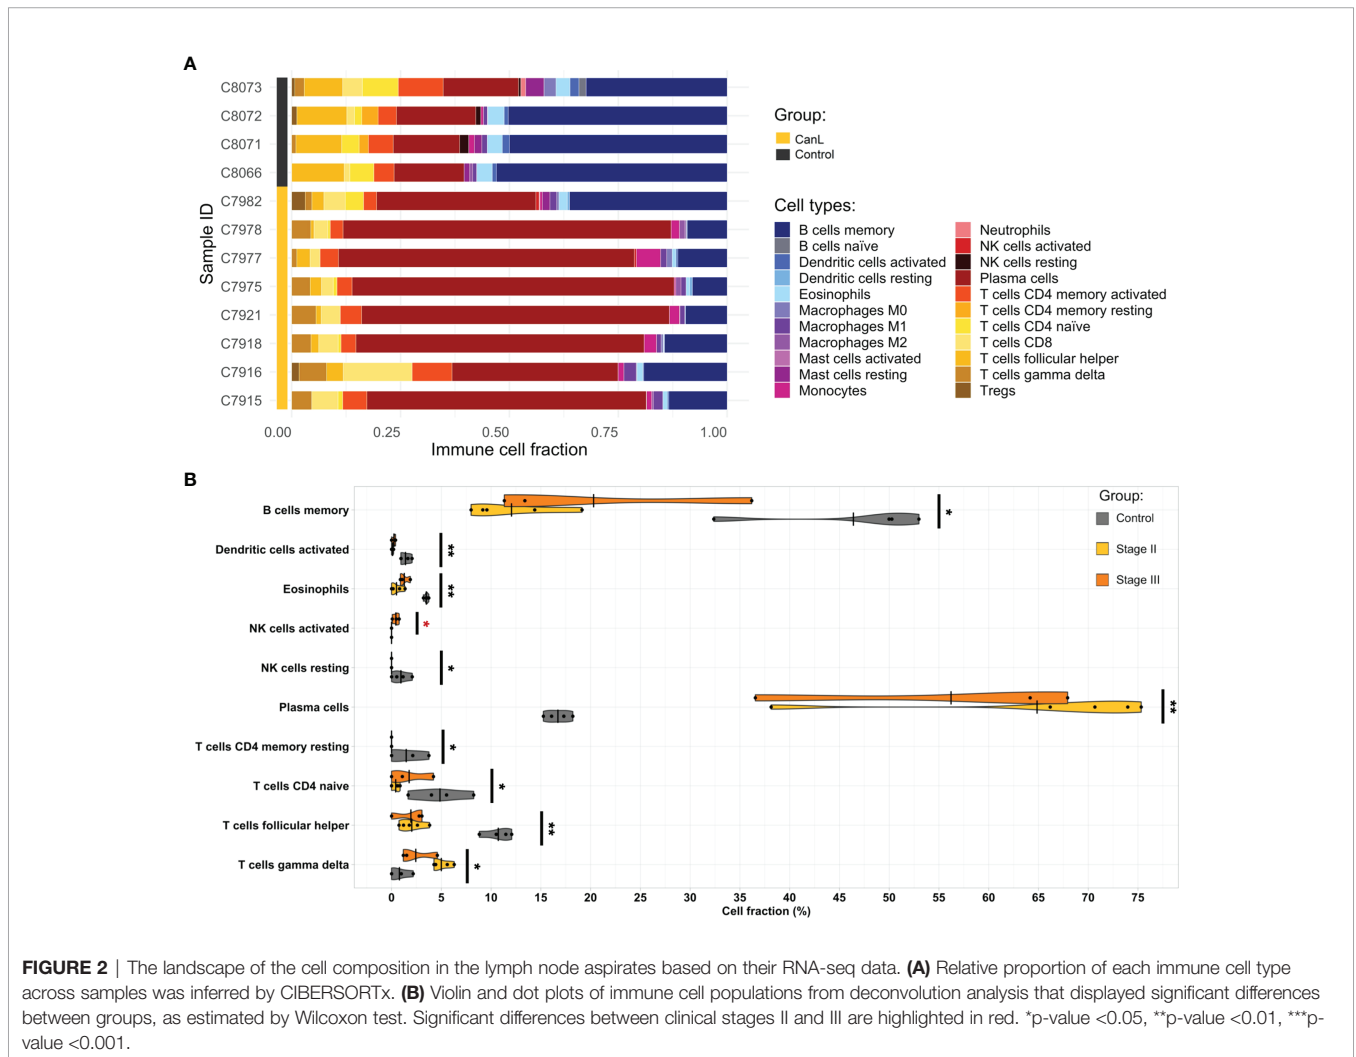 A
C8073
C8072
C8071
C8066
C7982
C7978
C7977
C7975
C7921
C7918
C7916
C7915
Sample ID
0.00 0.25 0.50 0.75 1.00
Immune cell fraction
Group:
CanL
Control
Cell types:
B cells memory
B cells naïve
Dendritic cells activated
Dendritic cells resting
Eosinophils
Macrophages M0
Macrophages M1
Macrophages M2
Mast cells activated
Mast cells resting
Monocytes
Neutrophils
NK cells activated
NK cells resting
Plasma cells
T cells CD4 memory activated
T cells CD4 memory resting
T cells CD4 naïve
T cells CD8
T cells follicular helper
T cells gamma delta
Tregs
B
B cells memory *
Dendritic cells activated **
Eosinophils **
NK cells activated *
NK cells resting *
Plasma cells **
T cells CD4 memory resting *
T cells CD4 naive *
T cells follicular helper **
T cells gamma delta *
0 5 10 15 20 25 30 35 40 45 50 55 60 65 70 75
Cell fraction (%)
Group:
Control
Stage II
Stage III
FIGURE 2 | The landscape of the cell composition in the lymph node aspirates based on their RNA-seq data. (A) Relative proportion of each immune cell type
across samples was inferred by CIBERSORTx. (B) Violin and dot plots of immune cell populations from deconvolution analysis that displayed significant differences
between groups, as estimated by Wilcoxon test. Significant differences between clinical stages II and III are highlighted in red. *p-value <0.05, **p-value <0.01, ***p-
value <0.001.